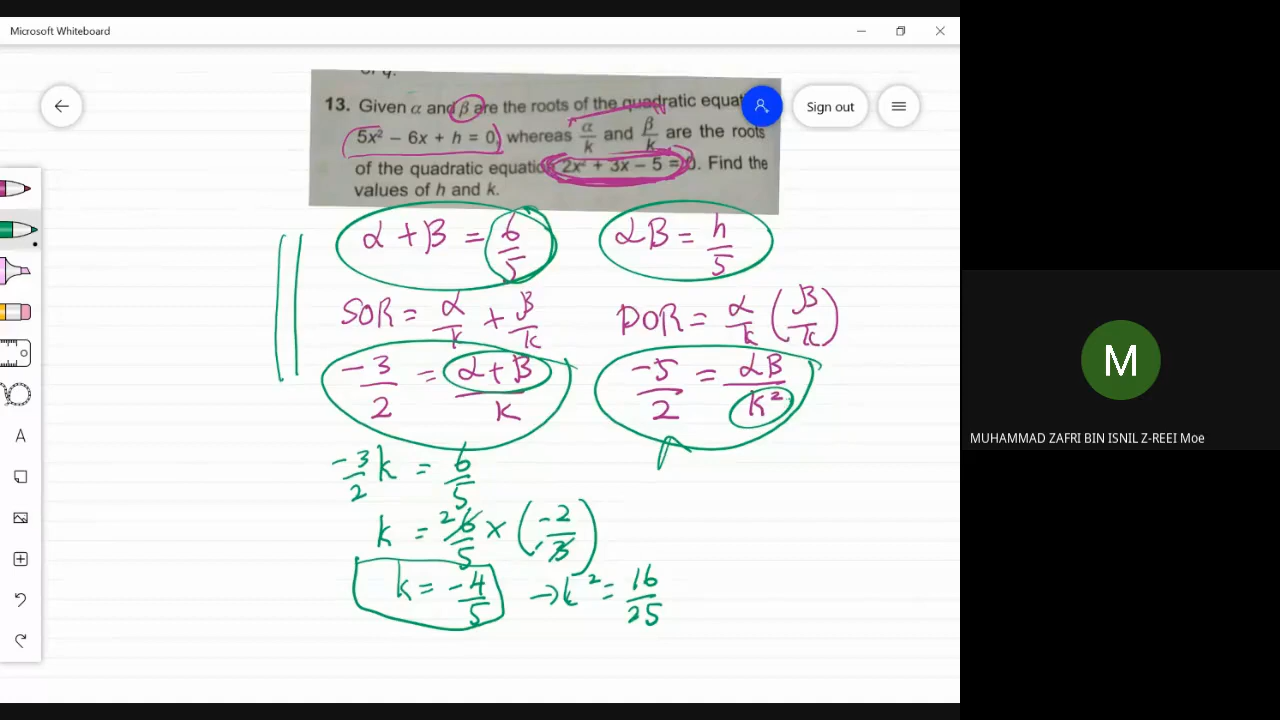 Microsoft Whiteboard
of q.
13. Given α and β are the roots of the quadratic equat
Sign out
5x² − 6x + h = 0, whereas α/k and β/k are the roots
of the quadratic equation 2x² + 3x − 5 = 0. Find the
values of h and k.
α + β = 6/5
αβ = h/5
SOR = α/k + β/k
POR = α/k (β/k)
-3/2 = α + β/k
-5/2 = αβ/k²
-3/2 k = 6/5
k = 2 6/5 × (-2/3)
k = -4/5 → k² = 16/25
A
M
MUHAMMAD ZAFRI BIN ISNIL Z-REEI Moe